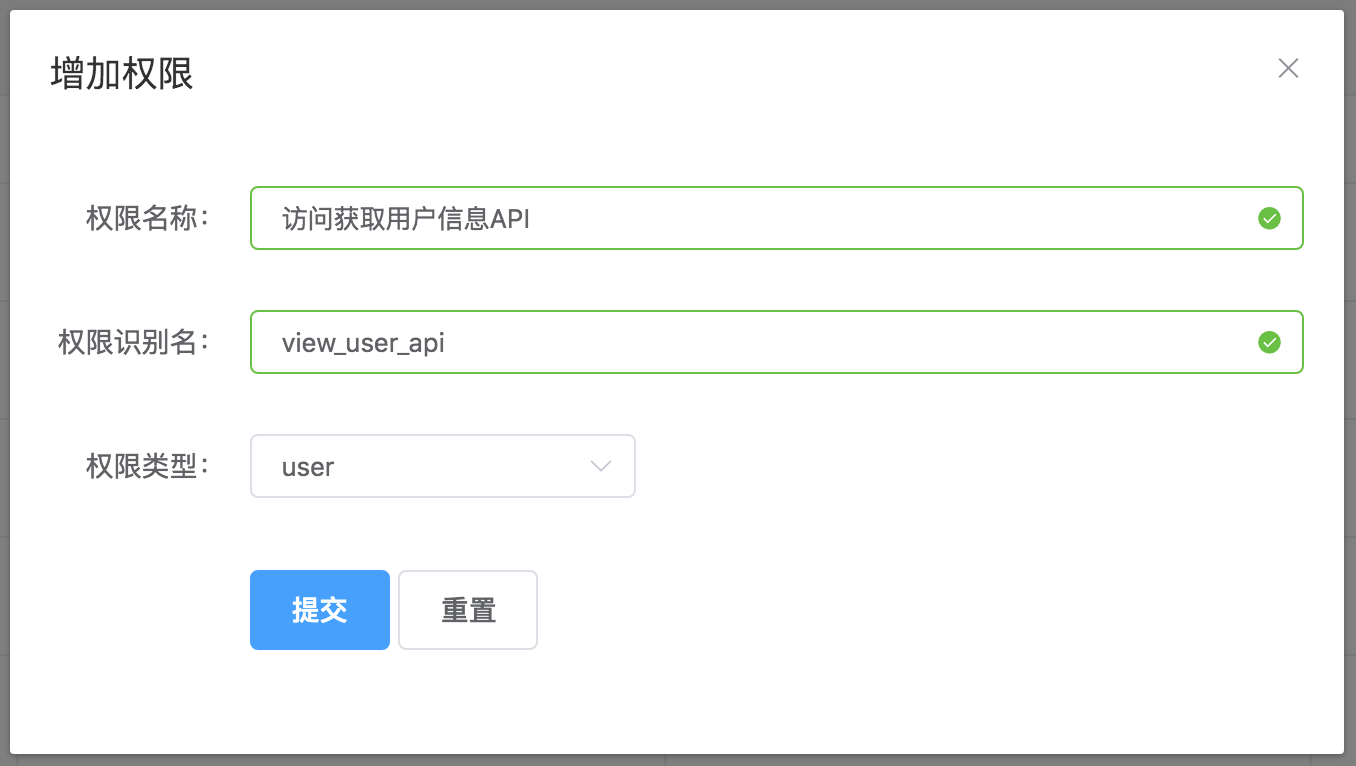 增加权限
权限名称：
访问获取用户信息API
权限识别名：
view_user_api
权限类型：
user
提交 重置